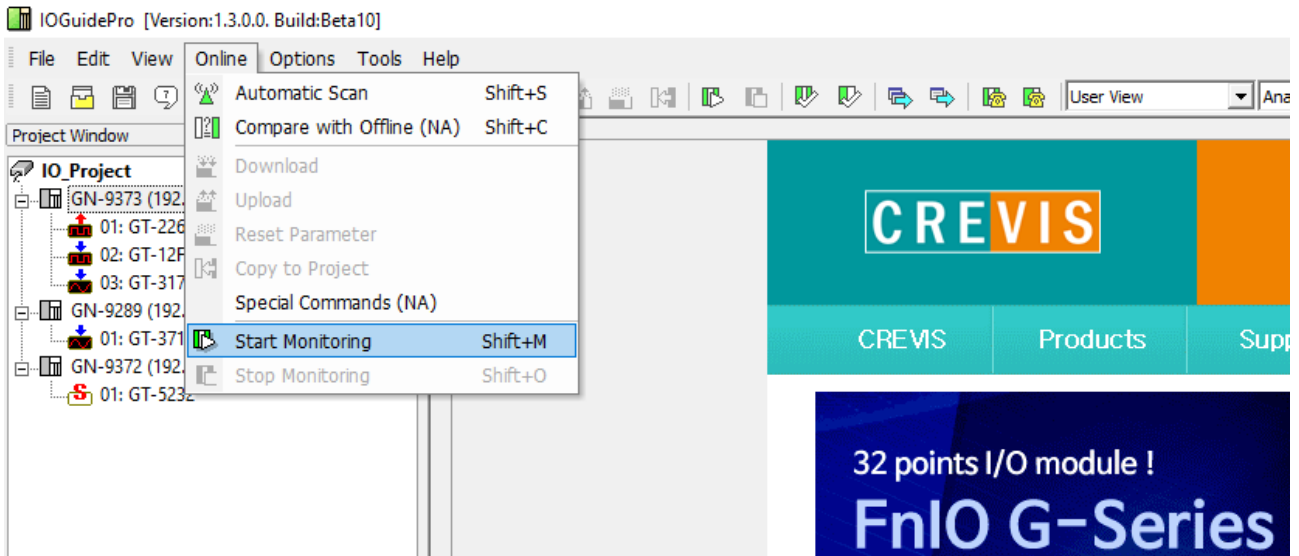 IOGuidePro [Version:1.3.0.0. Build:Beta10]
File Edit View Online Options Tools Help
User View
Automatic Scan Shift+S
Compare with Offline (NA) Shift+C
Download
Upload
Reset Parameter
Copy to Project
Special Commands (NA)
Start Monitoring Shift+M
Stop Monitoring Shift+O
Project Window
IO_Project
GN-9373 (192.
01: GT-226
02: GT-12F
03: GT-317
GN-9289 (192.
01: GT-371
GN-9372 (192.
01: GT-5232
CREVIS
CREVIS Products
32 points I/O module !
FnIO G-Series